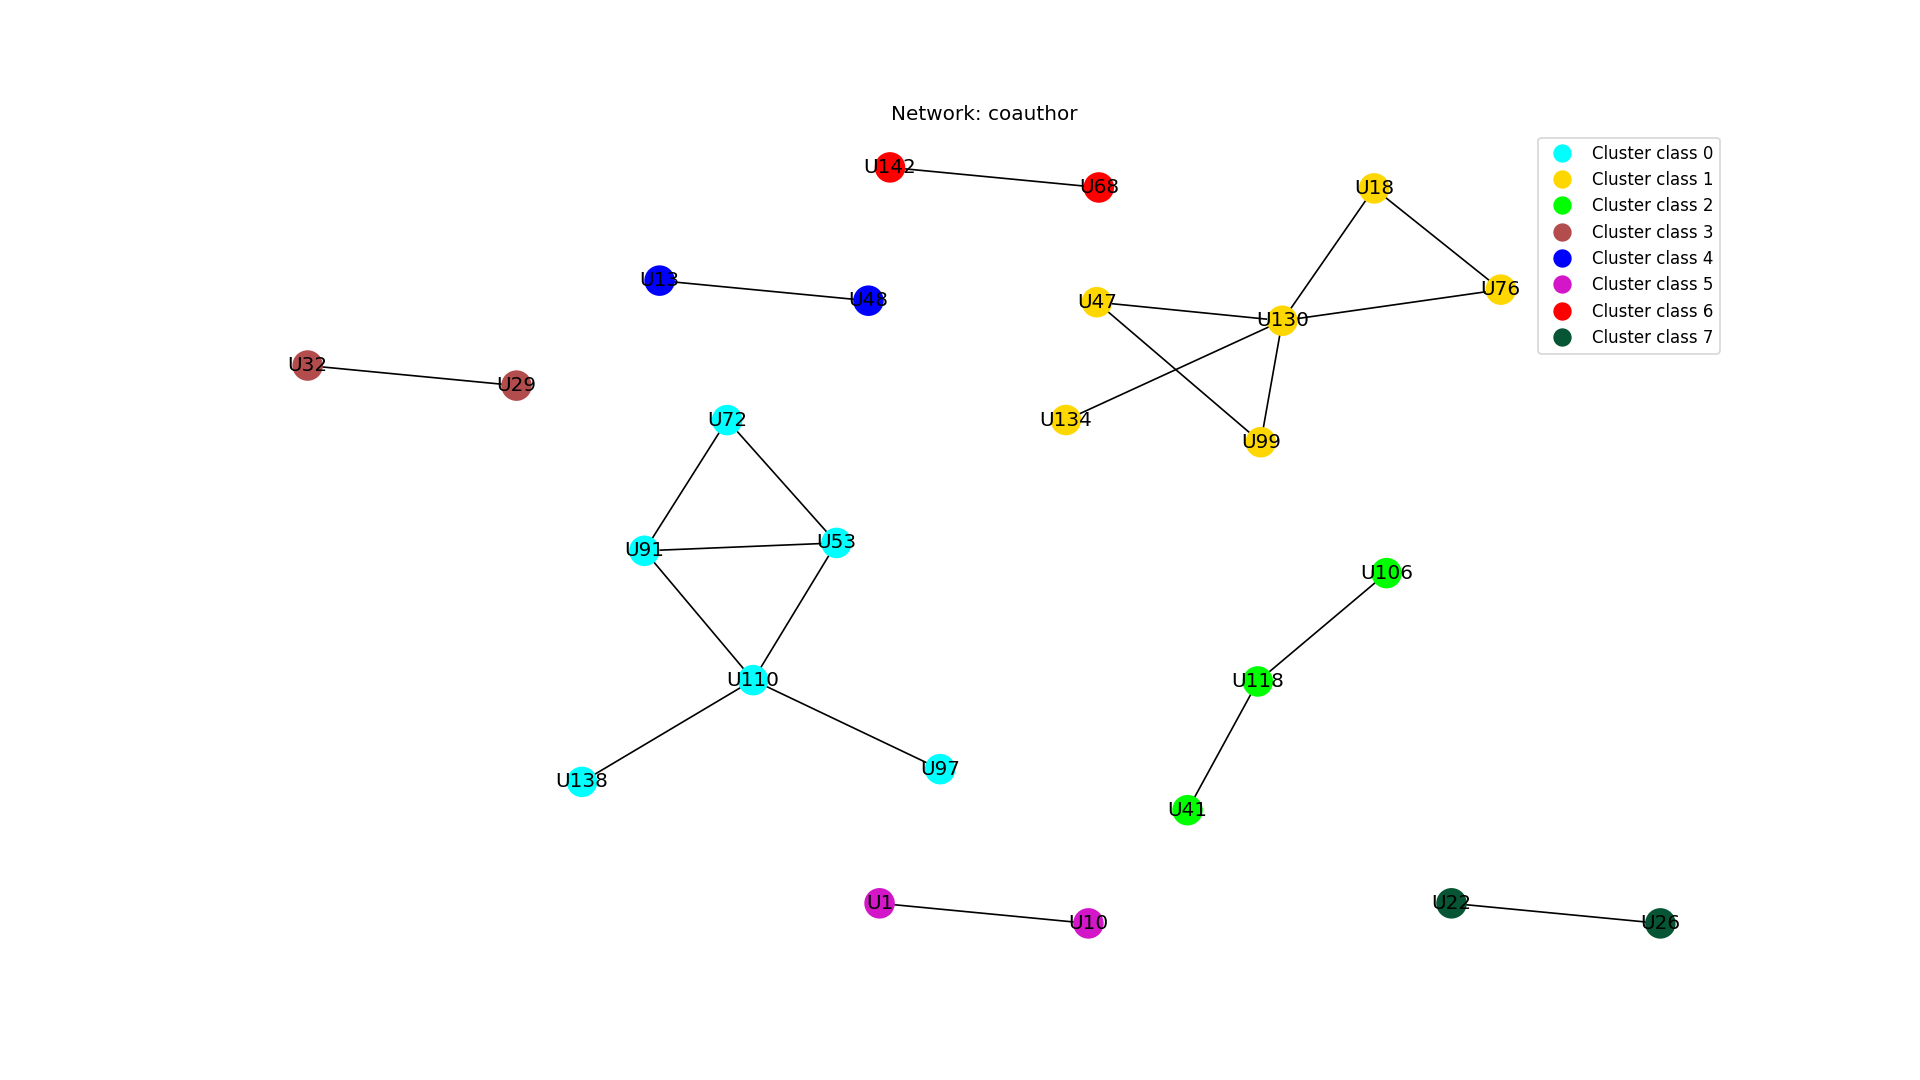 Network: coauthor
U142
U68
U18
Cluster class 0
Cluster class 1
Cluster class 2
Cluster class 3
Cluster class 4
Cluster class 5
Cluster class 6
Cluster class 7
U13
U48
U47
U130
U76
U32
U29
U72
U134
U99
U91
U53
U106
U110
U118
U138
U97
U41
U1
U10
U22
U26